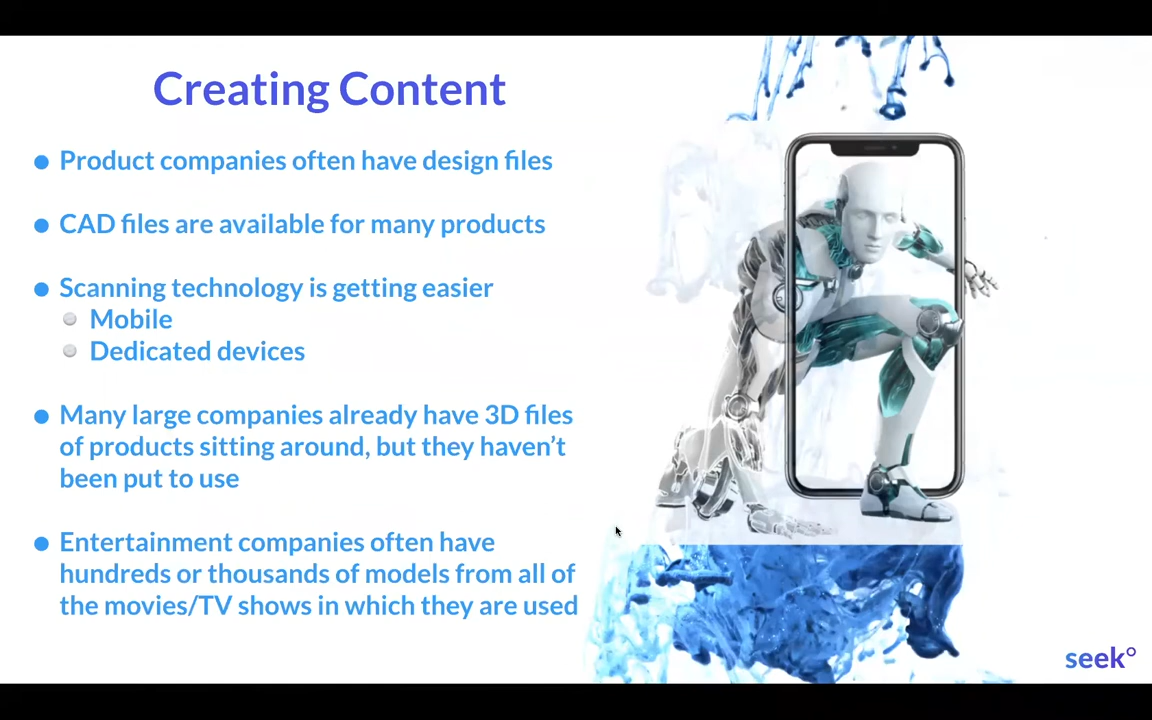 Creating Content
Product companies often have design files
CAD files are available for many products
Scanning technology is getting easier
Mobile
Dedicated devices
Many large companies already have 3D files
of products sitting around, but they haven’t
been put to use
Entertainment companies often have
hundreds or thousands of models from all of
the movies/TV shows in which they are used
seek°